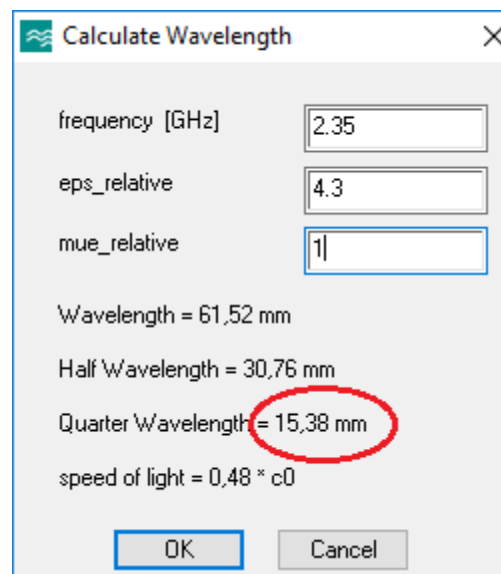 Calculate Wavelength
frequency [GHz] 2.35
eps_relative 4.3
mue_relative 1
Wavelength = 61,52 mm
Half Wavelength = 30,76 mm
Quarter Wavelength = 15,38 mm
speed of light = 0,48 * c0
OK Cancel